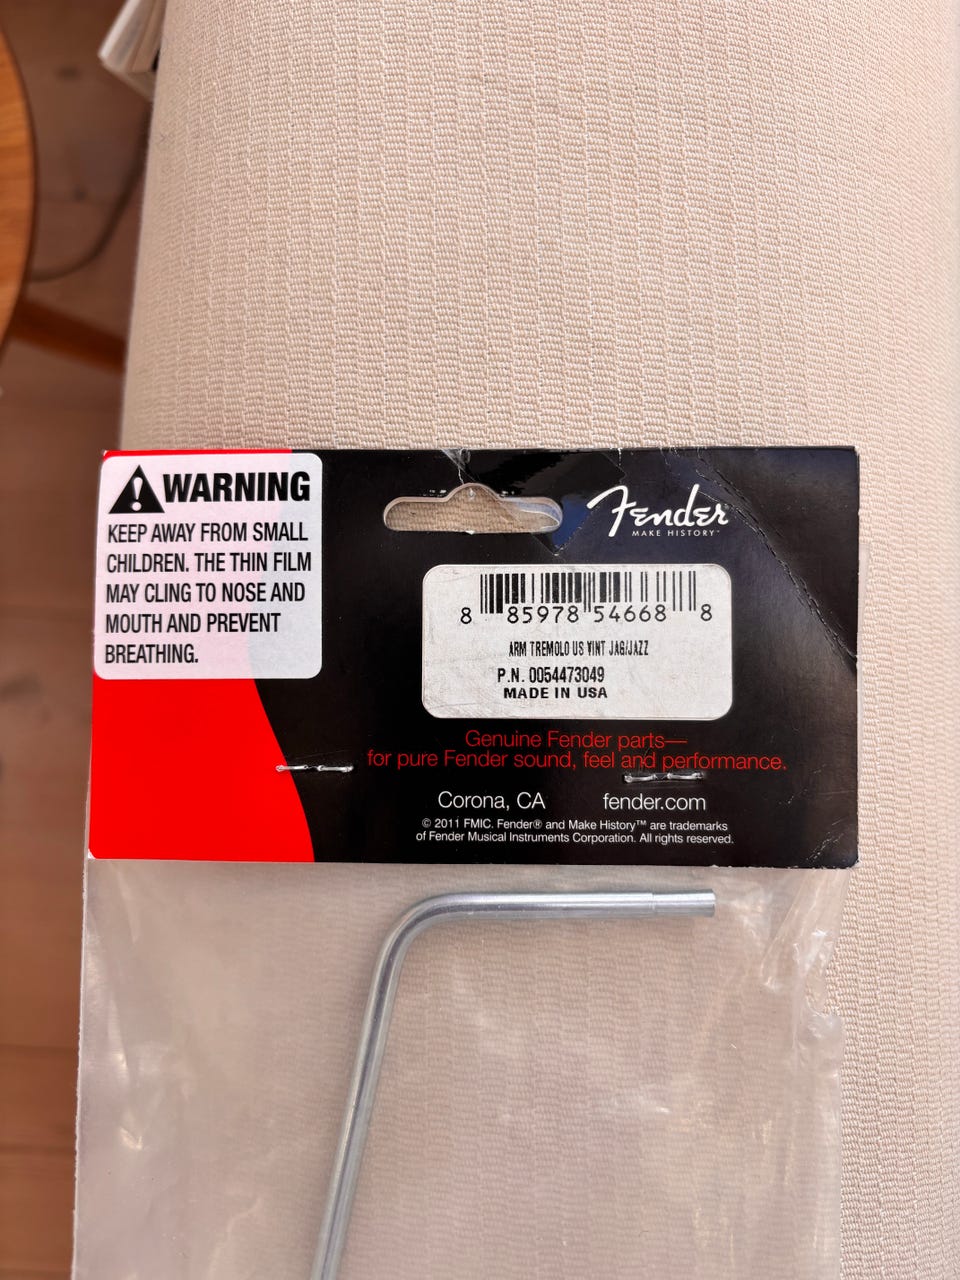 WARNING
KEEP AWAY FROM SMALL
CHILDREN. THE THIN FILM
MAY CLING TO NOSE AND
MOUTH AND PREVENT
BREATHING.
Fender
MAKE HISTORY™
8 85978 54668 8
ARM TREMOLO US VINT JAG/JAZZ
P.N. 0054473049
MADE IN USA
Genuine Fender parts—
for pure Fender sound, feel and performance.
Corona, CA fender.com
© 2011 FMIC. Fender® and Make History™ are trademarks
of Fender Musical Instruments Corporation. All rights reserved.